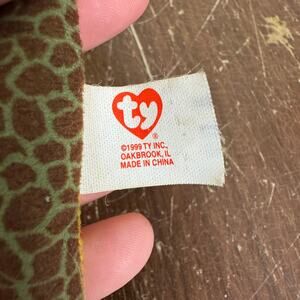 ty
®
©1999 TY INC.,
OAKBROOK, IL
MADE IN CHINA